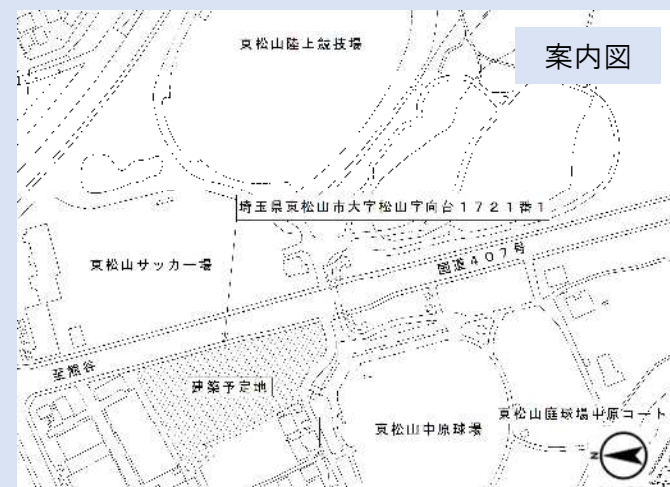 案内図
東松山陸上競技場
埼玉県東松山市大字松山字向台1721番1
国道407号
東松山サッカー場
至熊谷
建築予定地
東松山中原球場
東松山庭球場中原コート
N